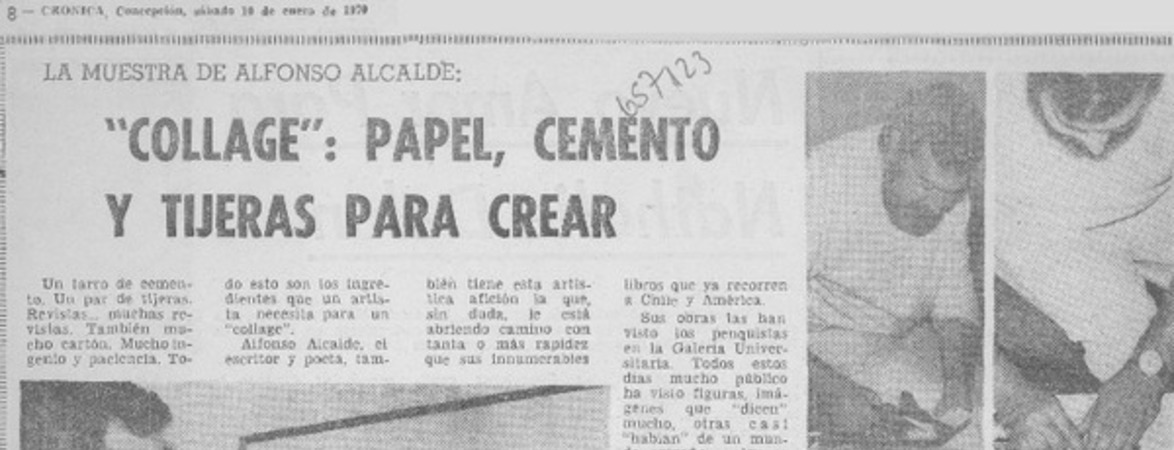 8 — CRONICA, Concepción, sábado 10 de enero de 1970
LA MUESTRA DE ALFONSO ALCALDE:
657123
"COLLAGE": PAPEL, CEMENTO
Y TIJERAS PARA CREAR
Un tarro de cemen-
to. Un par de tijeras.
Revistas... muchas re-
vistas. También mu-
cho cartón. Mucho in-
genio y paciencia. To-
do esto son los ingre-
dientes que un artis-
ta necesita para un
"collage".
Alfonso Alcalde, el
escritor y poeta, tam-
bién tiene esta artís-
tica afición la que,
sin duda, le está
abriendo camino con
tanta o más rapidez
que sus innumerables
libros que ya recorren
a Chile y América.
Sus obras las han
visto los penquistas
en la Galería Univer-
sitaria. Todos estos
días mucho público
ha visto figuras, imá-
genes que "dicen"
mucho, otras casi
"hablan" de un mun-